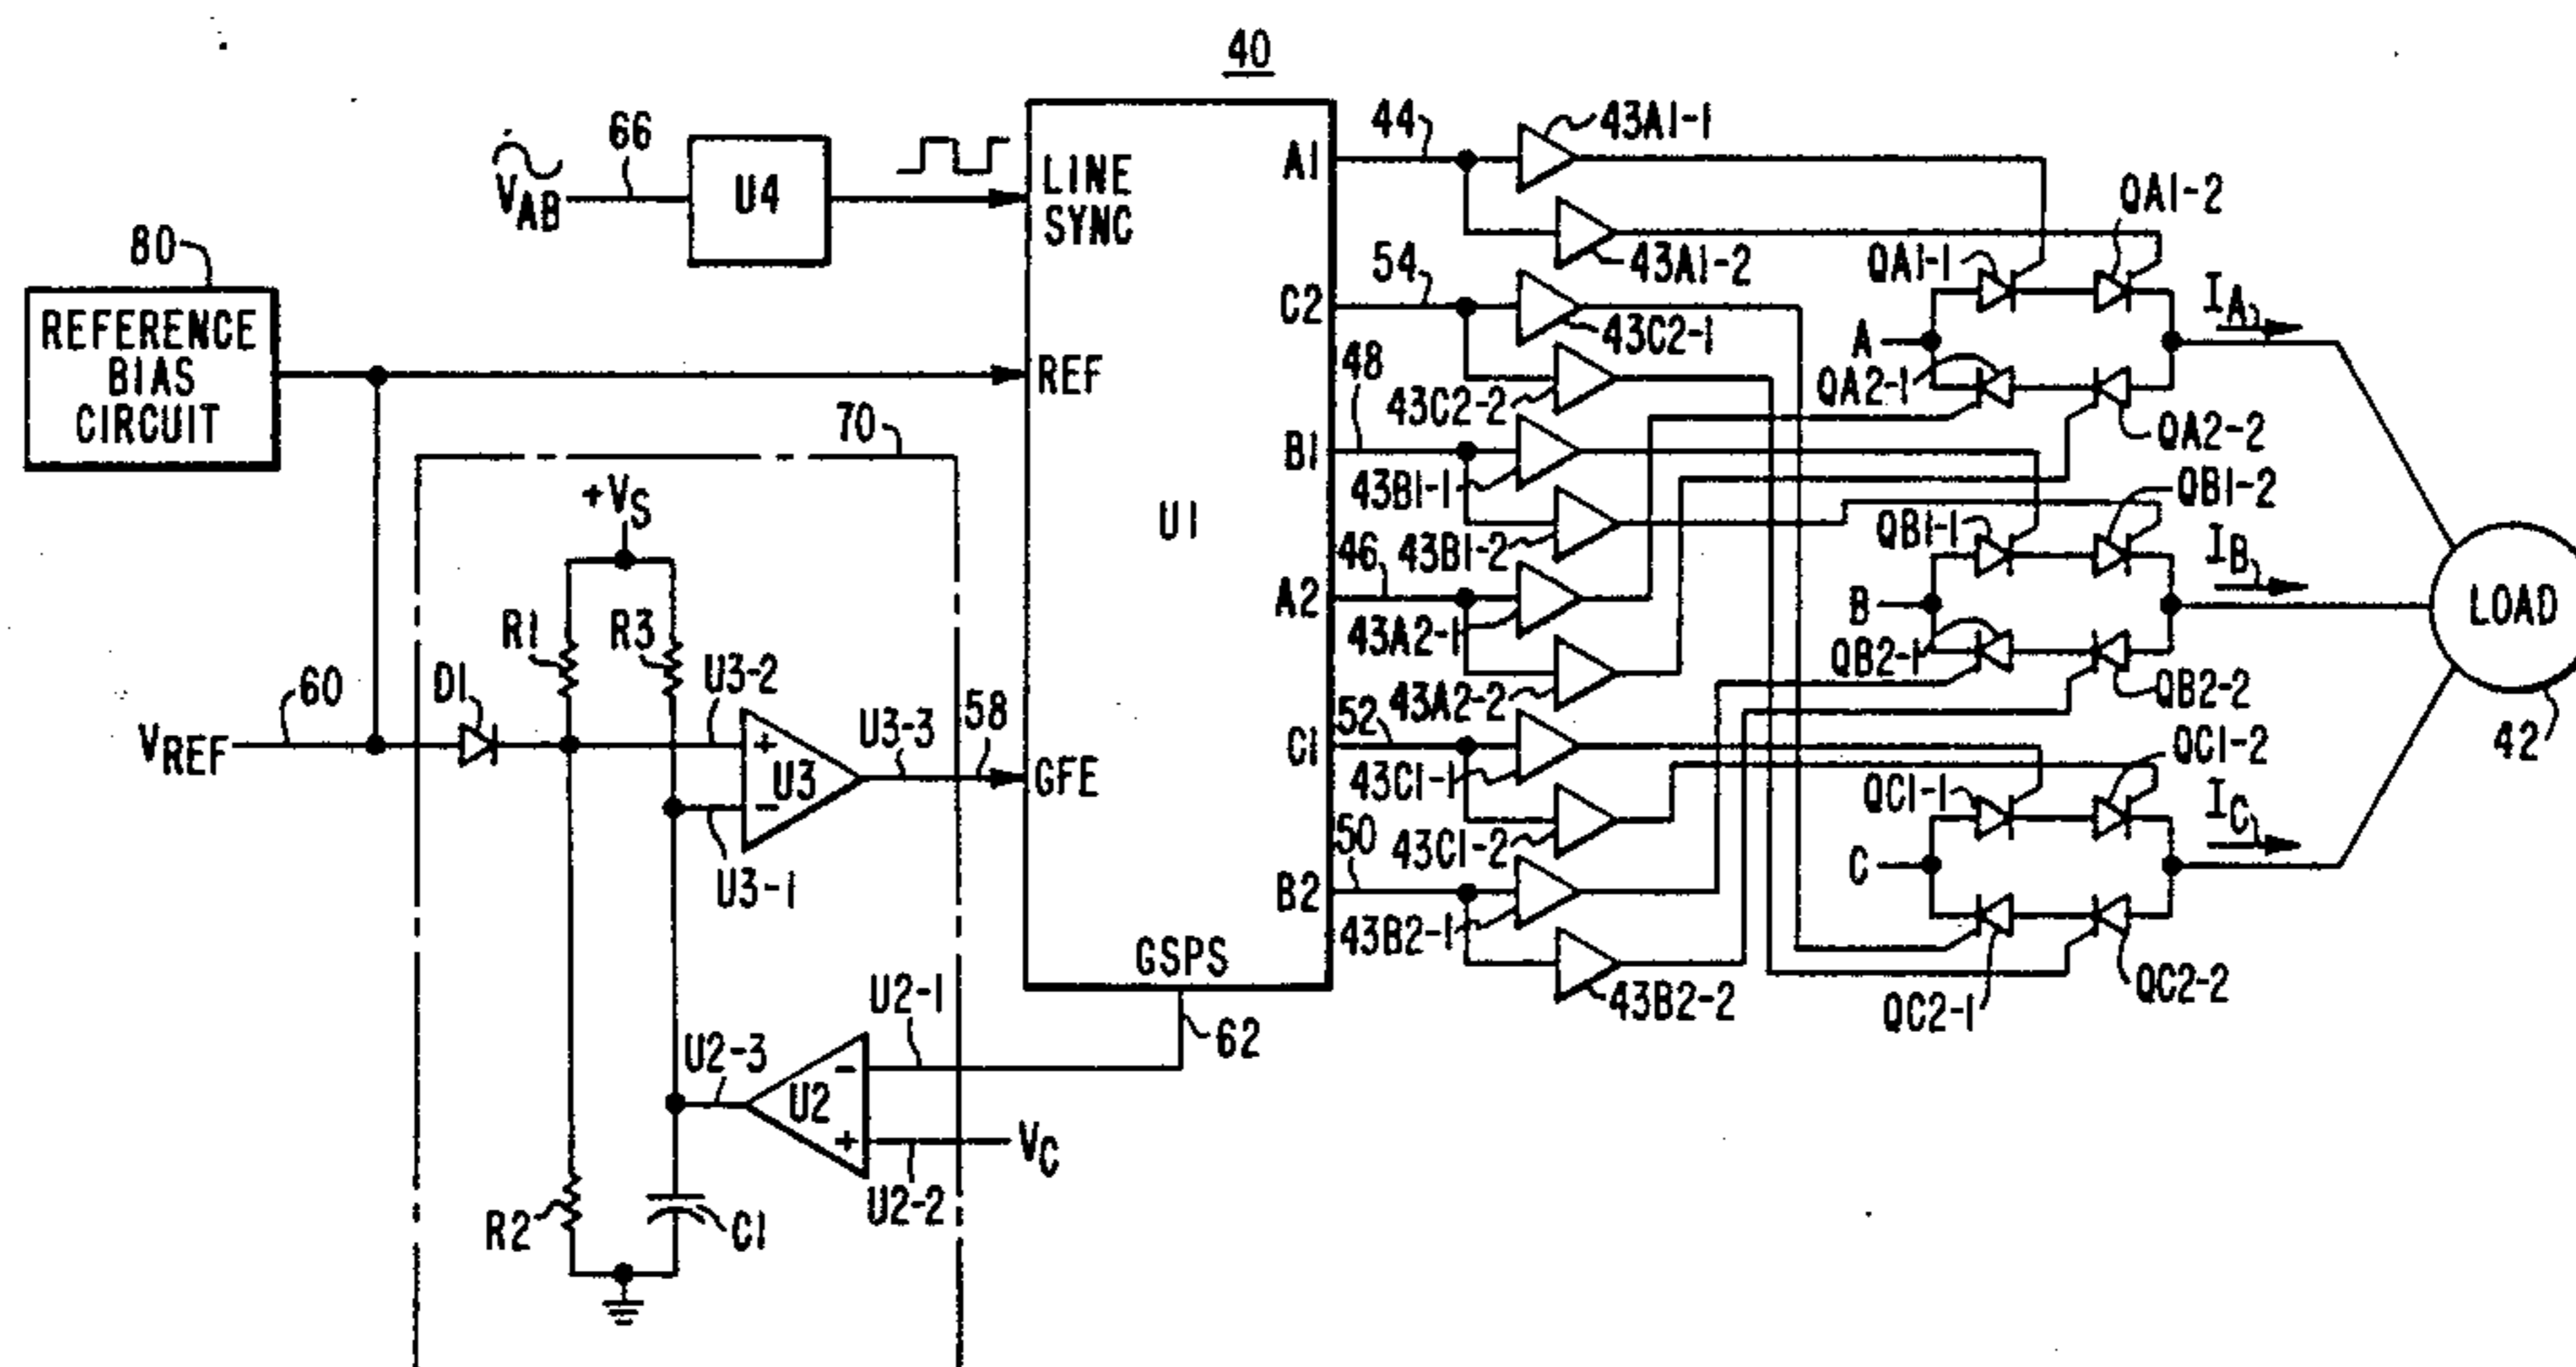 40
44
43A1-1
66
A1
QA1-2
V_AB
U4
LINE
SYNC
43A1-2
QA1-1
80
54
C2
I_A
REFERENCE
BIAS
CIRCUIT
43C2-1
A
REF
48
43C2-2
QA2-1
70
B1
QA2-2
43B1-1
+V_S
U1
QB1-2
QB1-1
46
43B1-2
I_B
R1
R3
A2
B
LOAD
60
D1
U3-2
43A2-1
QB2-1
QB2-2
U3-3
58
43A2-2
52
V_REF
+
C1
QC1-2
42
U3
GFE
43C1-1
QC1-1
-
I_C
50
43C1-2
C
U3-1
B2
43B2-1
GSPS
QC2-2
U2-1
43B2-2
QC2-1
62
U2-3
-
U2
+
V_C
U2-2
R2
C1